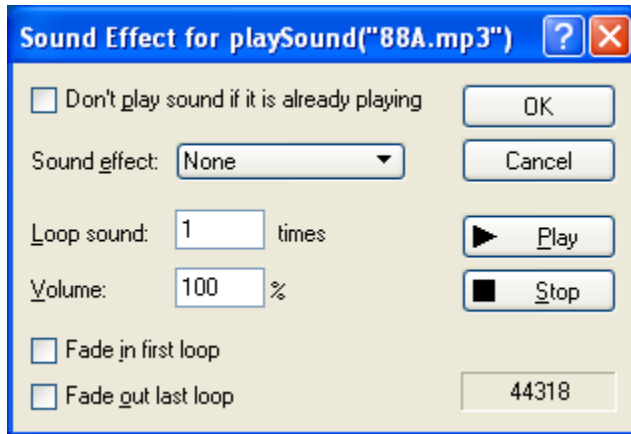 Sound Effect for playSound("88A.mp3")
Don't play sound if it is already playing
OK
Sound effect: None
Cancel
Loop sound: 1 times
Play
Volume: 100 %
Stop
Fade in first loop
Fade out last loop
44318